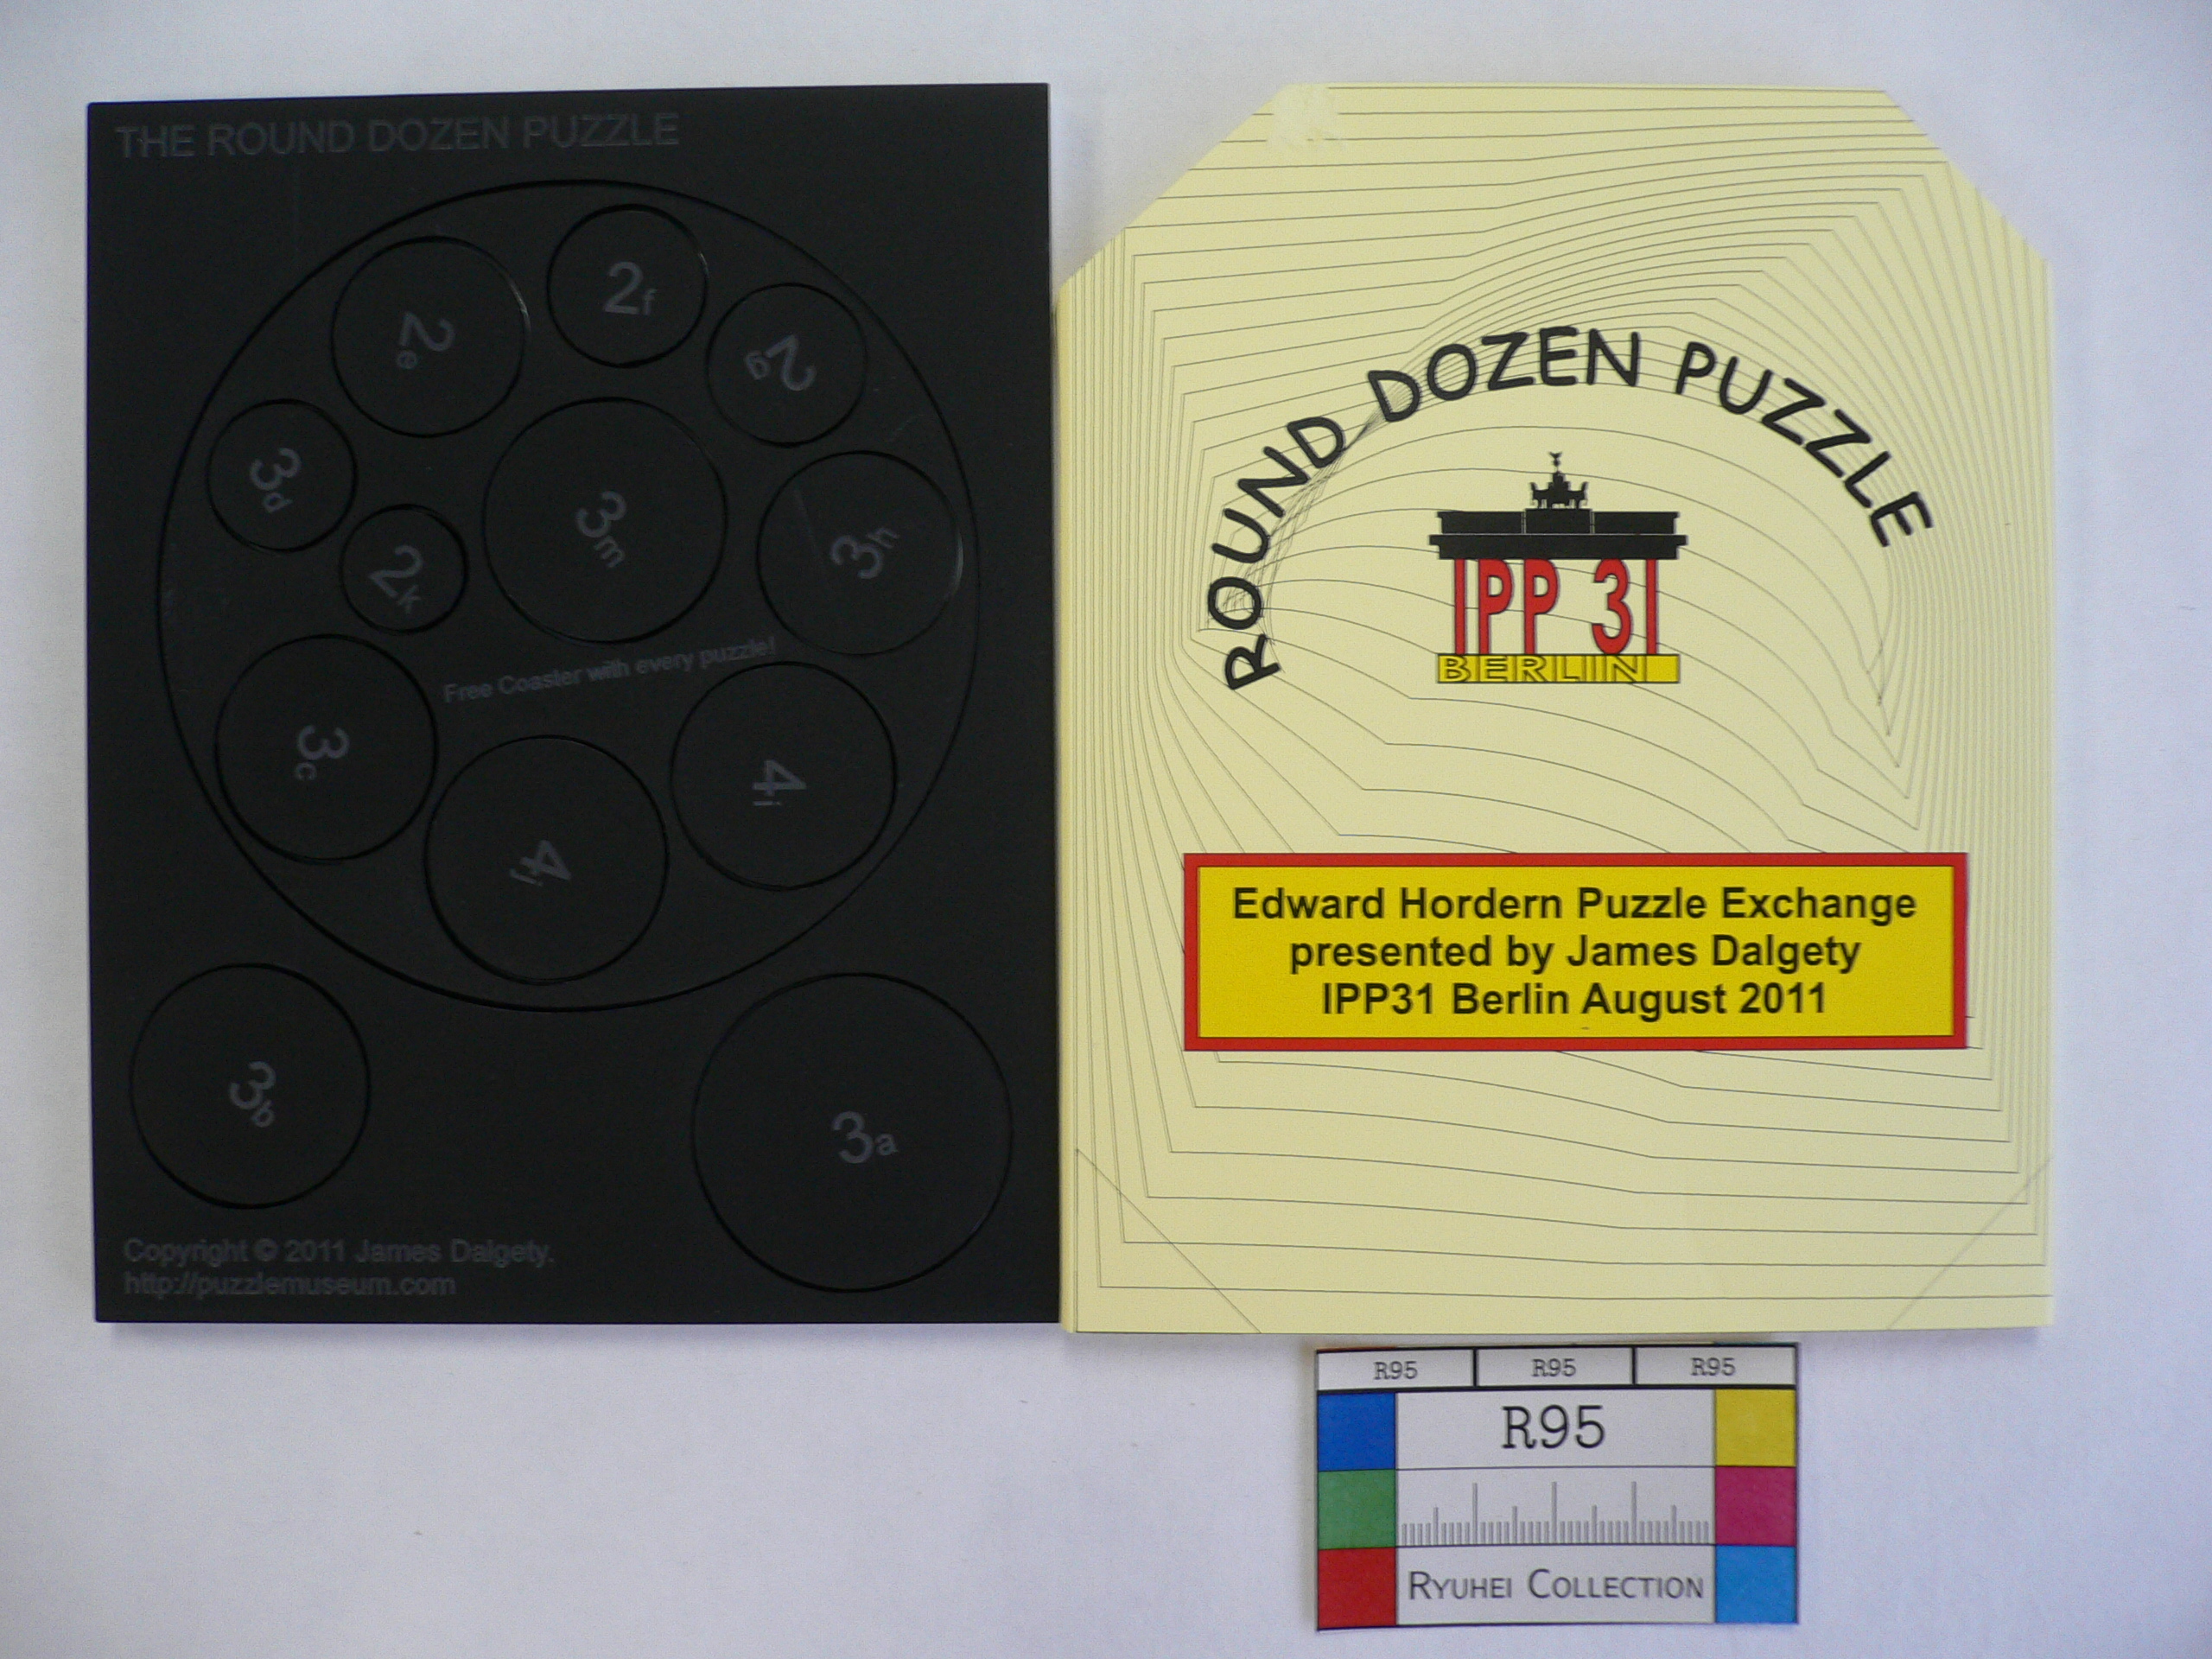 THE ROUND DOZEN PUZZLE
2f
2e
2g
3d
3m
3h
2k
Free Coaster with every puzzle!
3c
4i
4j
3b
3a
Copyright © 2011 James Dalgety.
http://puzzlemuseum.com
ROUND DOZEN PUZZLE
IPP 31
BERLIN
Edward Hordern Puzzle Exchange
presented by James Dalgety
IPP31 Berlin August 2011
R95 R95 R95
R95
RYUHEI COLLECTION